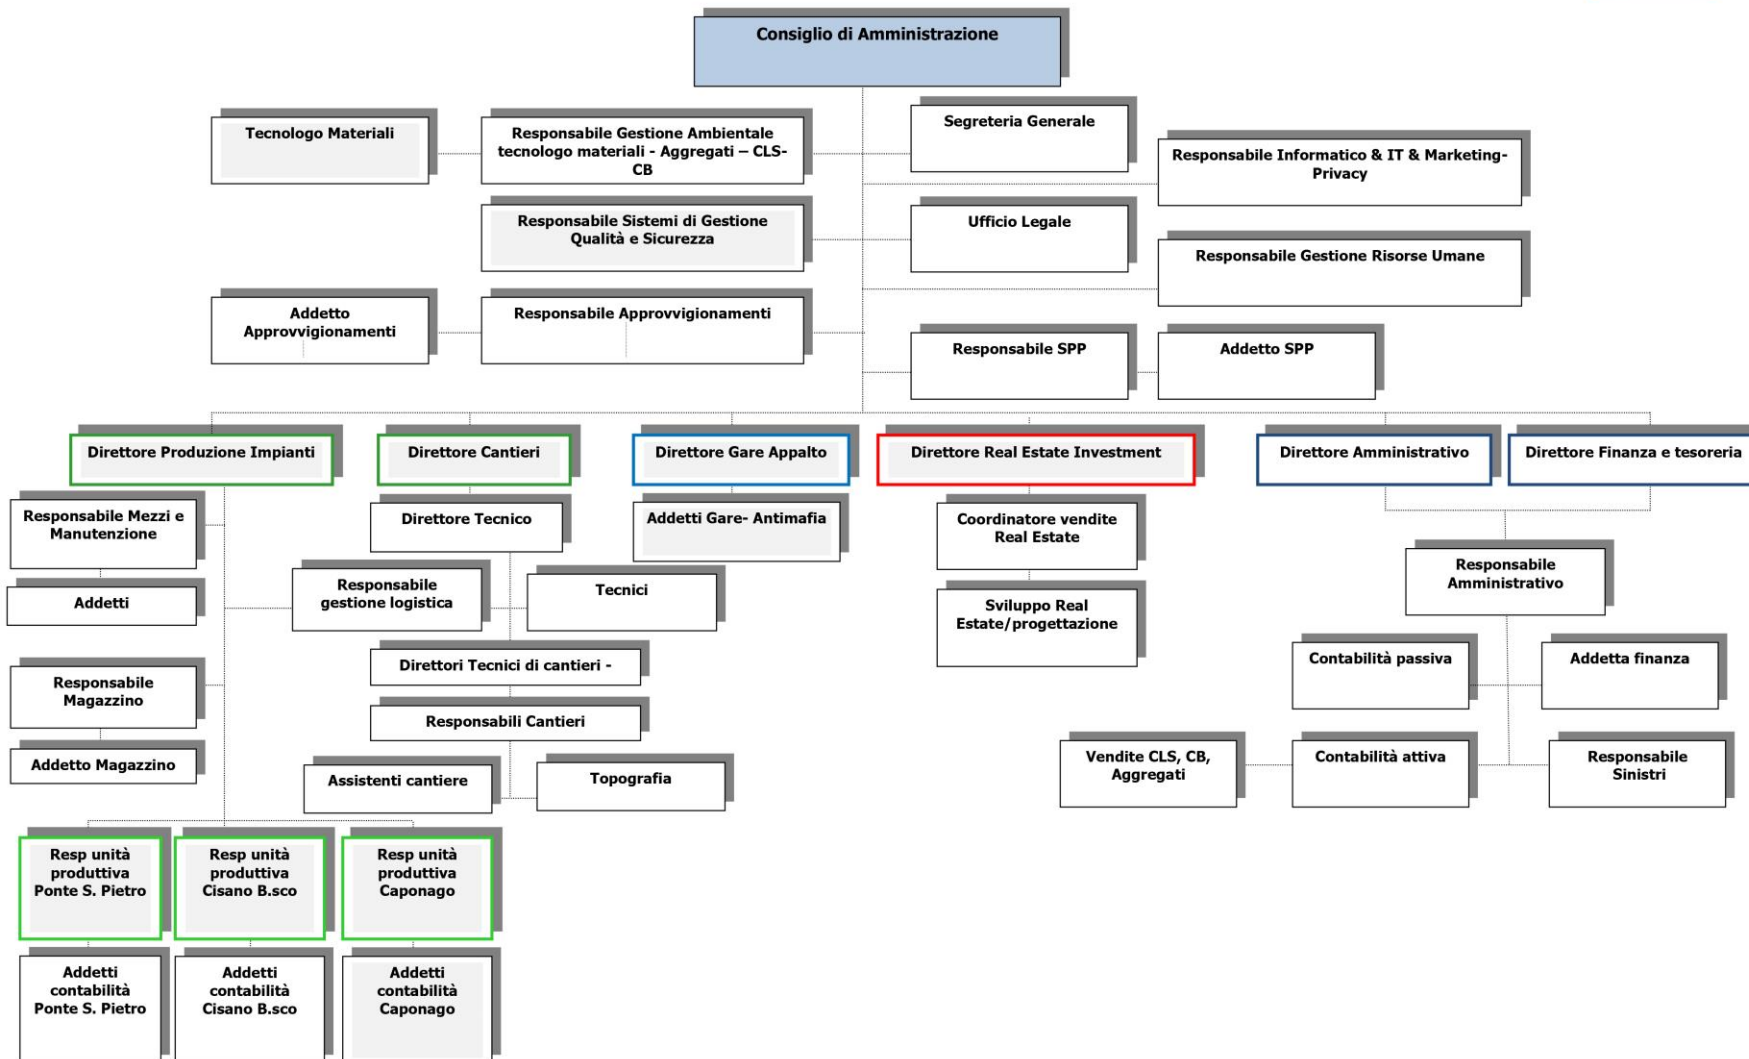 Consiglio di Amministrazione
Tecnologo Materiali
Responsabile Gestione Ambientale
tecnologo materiali - Aggregati – CLS-
CB
Segreteria Generale
Responsabile Informatico & IT & Marketing-
Privacy
Responsabile Sistemi di Gestione
Qualità e Sicurezza
Ufficio Legale
Responsabile Gestione Risorse Umane
Addetto
Approvvigionamenti
Responsabile Approvvigionamenti
Responsabile SPP
Addetto SPP
Direttore Produzione Impianti
Direttore Cantieri
Direttore Gare Appalto
Direttore Real Estate Investment
Direttore Amministrativo
Direttore Finanza e tesoreria
Responsabile Mezzi e
Manutenzione
Direttore Tecnico
Addetti Gare- Antimafia
Coordinatore vendite
Real Estate
Responsabile
Amministrativo
Addetti
Responsabile
gestione logistica
Tecnici
Sviluppo Real
Estate/progettazione
Direttori Tecnici di cantieri -
Contabilità passiva
Addetta finanza
Responsabile
Magazzino
Responsabili Cantieri
Addetto Magazzino
Assistenti cantiere
Topografia
Vendite CLS, CB,
Aggregati
Contabilità attiva
Responsabile
Sinistri
Resp unità
produttiva
Ponte S. Pietro
Resp unità
produttiva
Cisano B.sco
Resp unità
produttiva
Caponago
Addetti
contabilità
Ponte S. Pietro
Addetti
contabilità
Cisano B.sco
Addetti
contabilità
Caponago